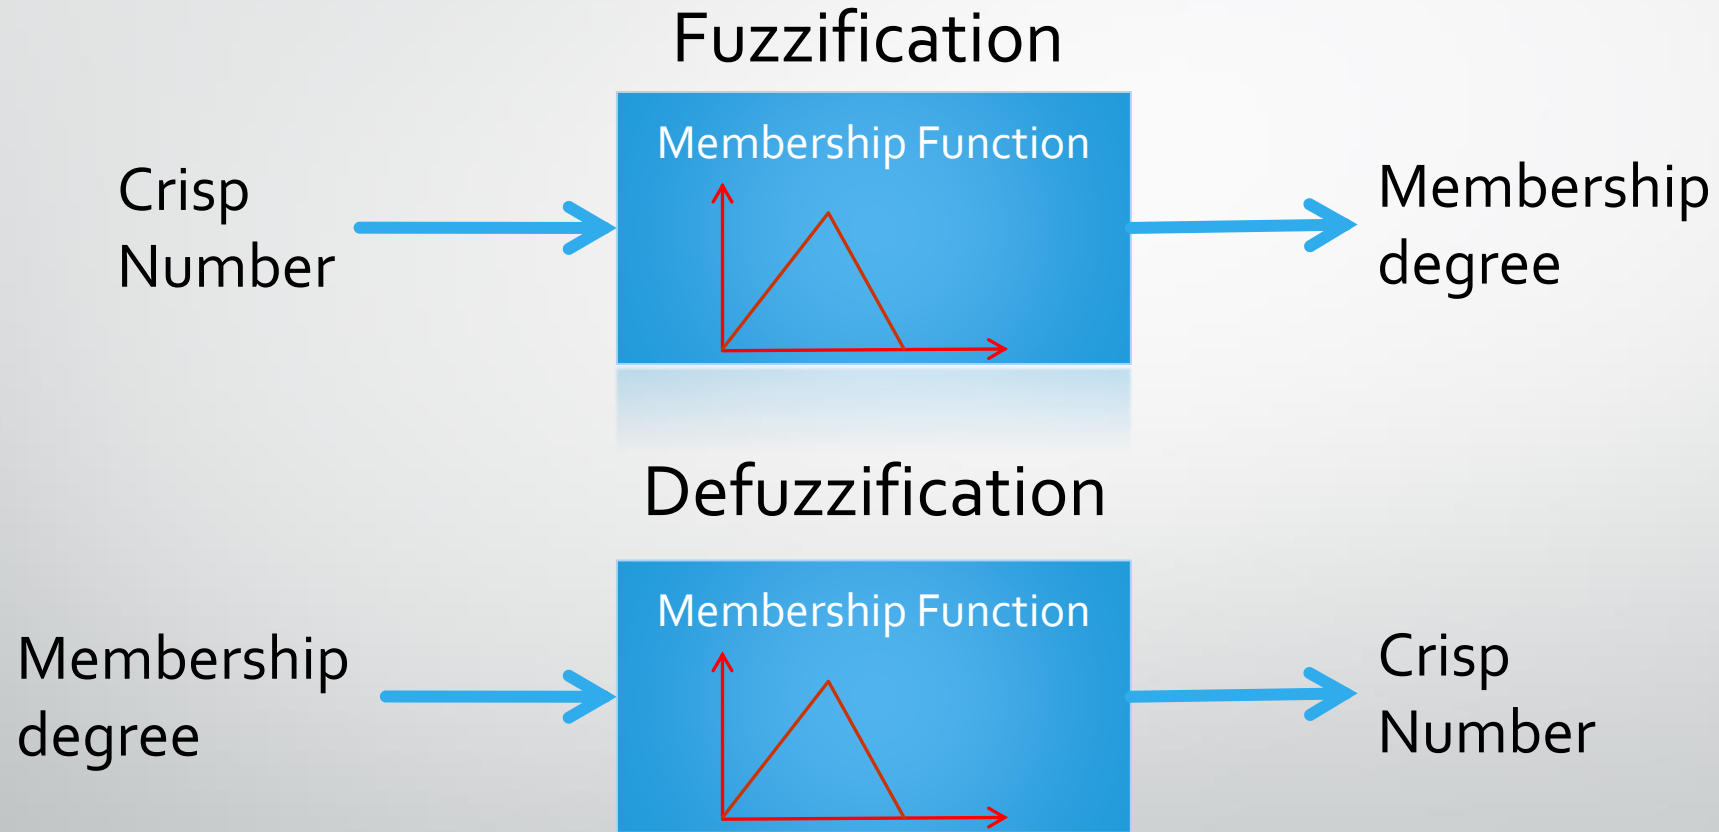 Fuzzification
Membership Function
Crisp
Number
Membership
degree
Defuzzification
Membership Function
Membership
degree
Crisp
Number